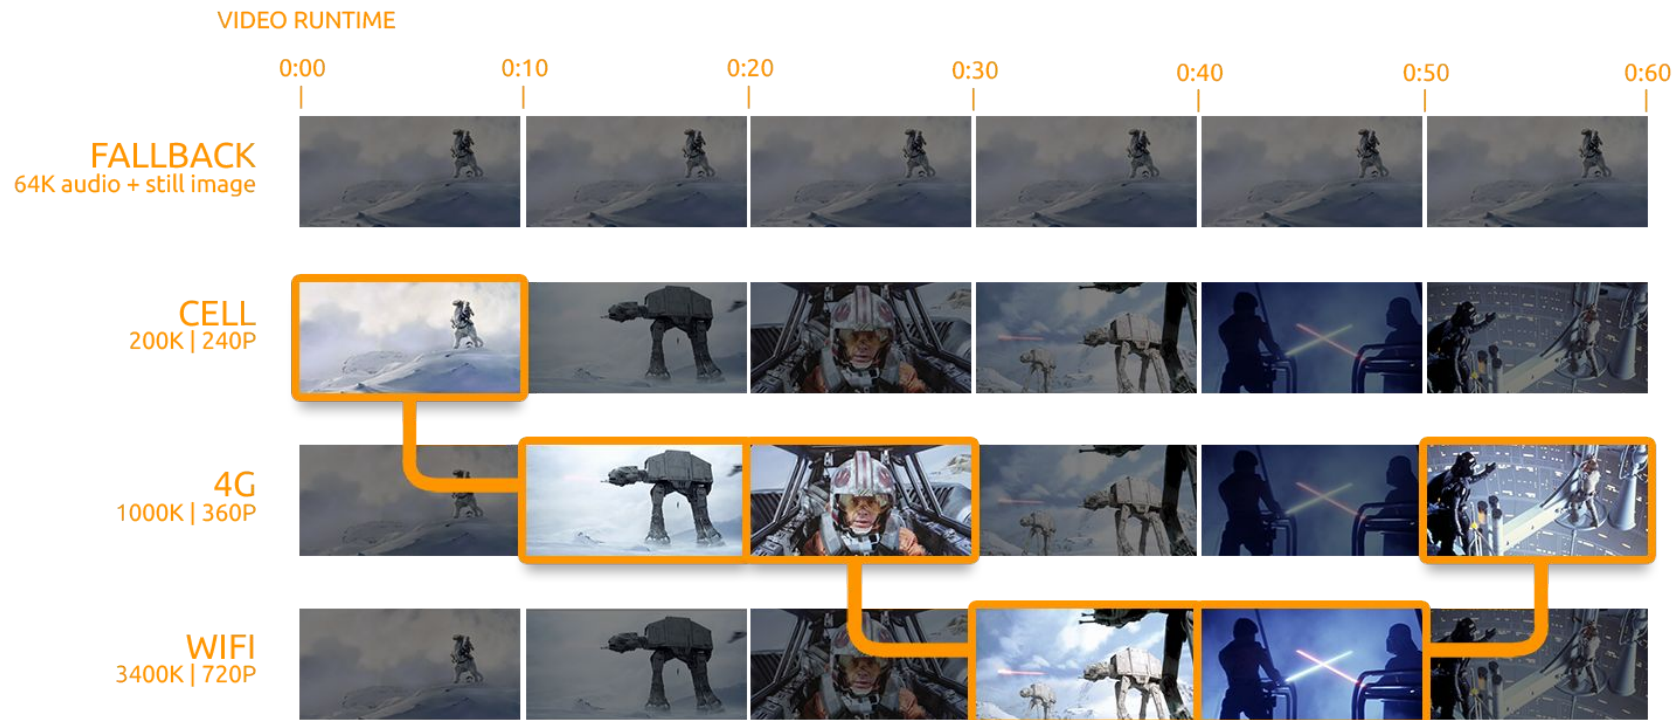 VIDEO RUNTIME
0:00 0:10 0:20 0:30 0:40 0:50 0:60
FALLBACK
64K audio + still image
CELL
200K | 240P
4G
1000K | 360P
WIFI
3400K | 720P